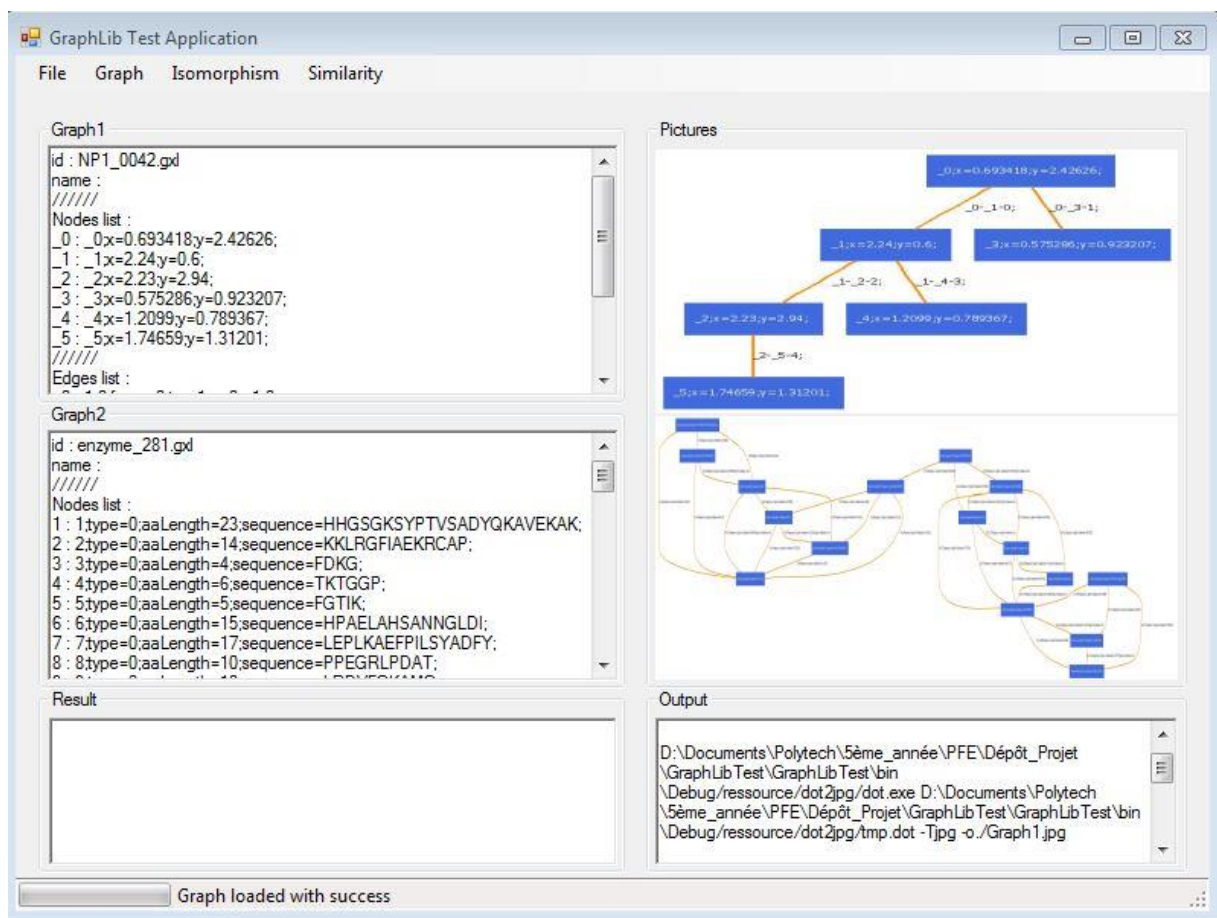 GraphLib Test Application
File Graph Isomorphism Similarity
Graph1
id : NP1_0042.gxl
name :
//////
Nodes list :
_0 : _0;x=0.693418;y=2.42626;
_1 : _1;x=2.24;y=0.6;
_2 : _2;x=2.23;y=2.94;
_3 : _3;x=0.575286;y=0.923207;
_4 : _4;x=1.2099;y=0.789367;
_5 : _5;x=1.74659;y=1.31201;
//////
Edges list :
Graph2
id : enzyme_281.gxl
name :
//////
Nodes list :
1 : 1;type=0;aaLength=23;sequence=HHGSGKSYPTVSADYQKAVEKAK;
2 : 2;type=0;aaLength=14;sequence=KKLRGFIAEKRCAP;
3 : 3;type=0;aaLength=4;sequence=FDKG;
4 : 4;type=0;aaLength=6;sequence=TKTGGP;
5 : 5;type=0;aaLength=5;sequence=FGTIK;
6 : 6;type=0;aaLength=15;sequence=HPAELAHSANNGLDI;
7 : 7;type=0;aaLength=17;sequence=LEPLKAEFPILSYADFY;
8 : 8;type=0;aaLength=10;sequence=PPEGRLPDAT;
Result
Pictures
_0;x=0.693418;y=2.42626;
_0-_1-0; _0-_3-1;
_1;x=2.24;y=0.6; _3;x=0.575286;y=0.923207;
_1-_2-2; _1-_4-3;
_2;x=2.23;y=2.94; _4;x=1.2099;y=0.789367;
_2-_5-4;
_5;x=1.74659;y=1.31201;
Output
D:\Documents\Polytech\5ème_année\PFE\Dépôt_Projet
\GraphLibTest\GraphLibTest\bin
\Debug/ressource/dot2jpg/dot.exe D:\Documents\Polytech
\5ème_année\PFE\Dépôt_Projet\GraphLibTest\GraphLibTest\bin
\Debug/ressource/dot2jpg/tmp.dot -Tjpg -o./Graph1.jpg
Graph loaded with success